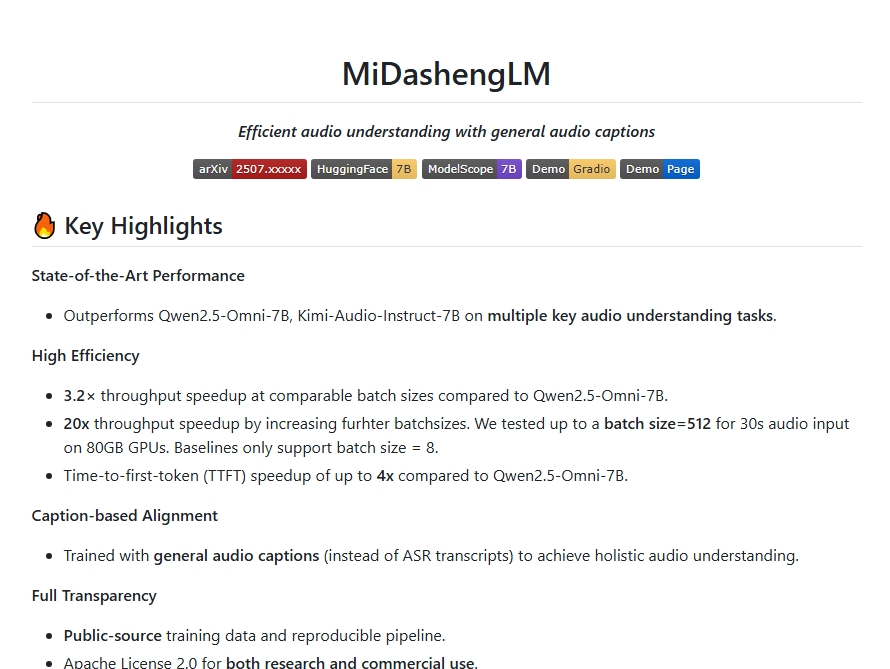 MiDashengLM
Efficient audio understanding with general audio captions
arXiv 2507.xxxxx HuggingFace 7B ModelScope 7B Demo Gradio Demo Page
🔥 Key Highlights
State-of-the-Art Performance
• Outperforms Qwen2.5-Omni-7B, Kimi-Audio-Instruct-7B on multiple key audio understanding tasks.
High Efficiency
• 3.2× throughput speedup at comparable batch sizes compared to Qwen2.5-Omni-7B.
• 20x throughput speedup by increasing furhter batchsizes. We tested up to a batch size=512 for 30s audio input
on 80GB GPUs. Baselines only support batch size = 8.
• Time-to-first-token (TTFT) speedup of up to 4x compared to Qwen2.5-Omni-7B.
Caption-based Alignment
• Trained with general audio captions (instead of ASR transcripts) to achieve holistic audio understanding.
Full Transparency
• Public-source training data and reproducible pipeline.
• Apache License 2.0 for both research and commercial use.